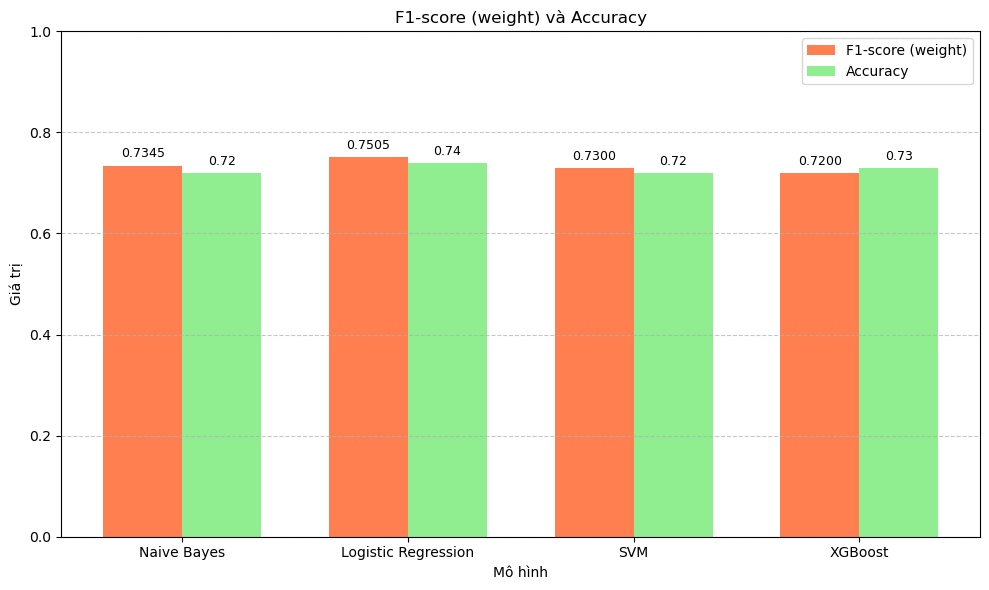 F1-score (weight) và Accuracy
1.0
F1-score (weight)
Accuracy
0.8
0.7345
0.72
0.7505
0.74
0.7300
0.72
0.7200
0.73
0.6
Giá trị
0.4
0.2
0.0
Naive Bayes
Logistic Regression
SVM
XGBoost
Mô hình